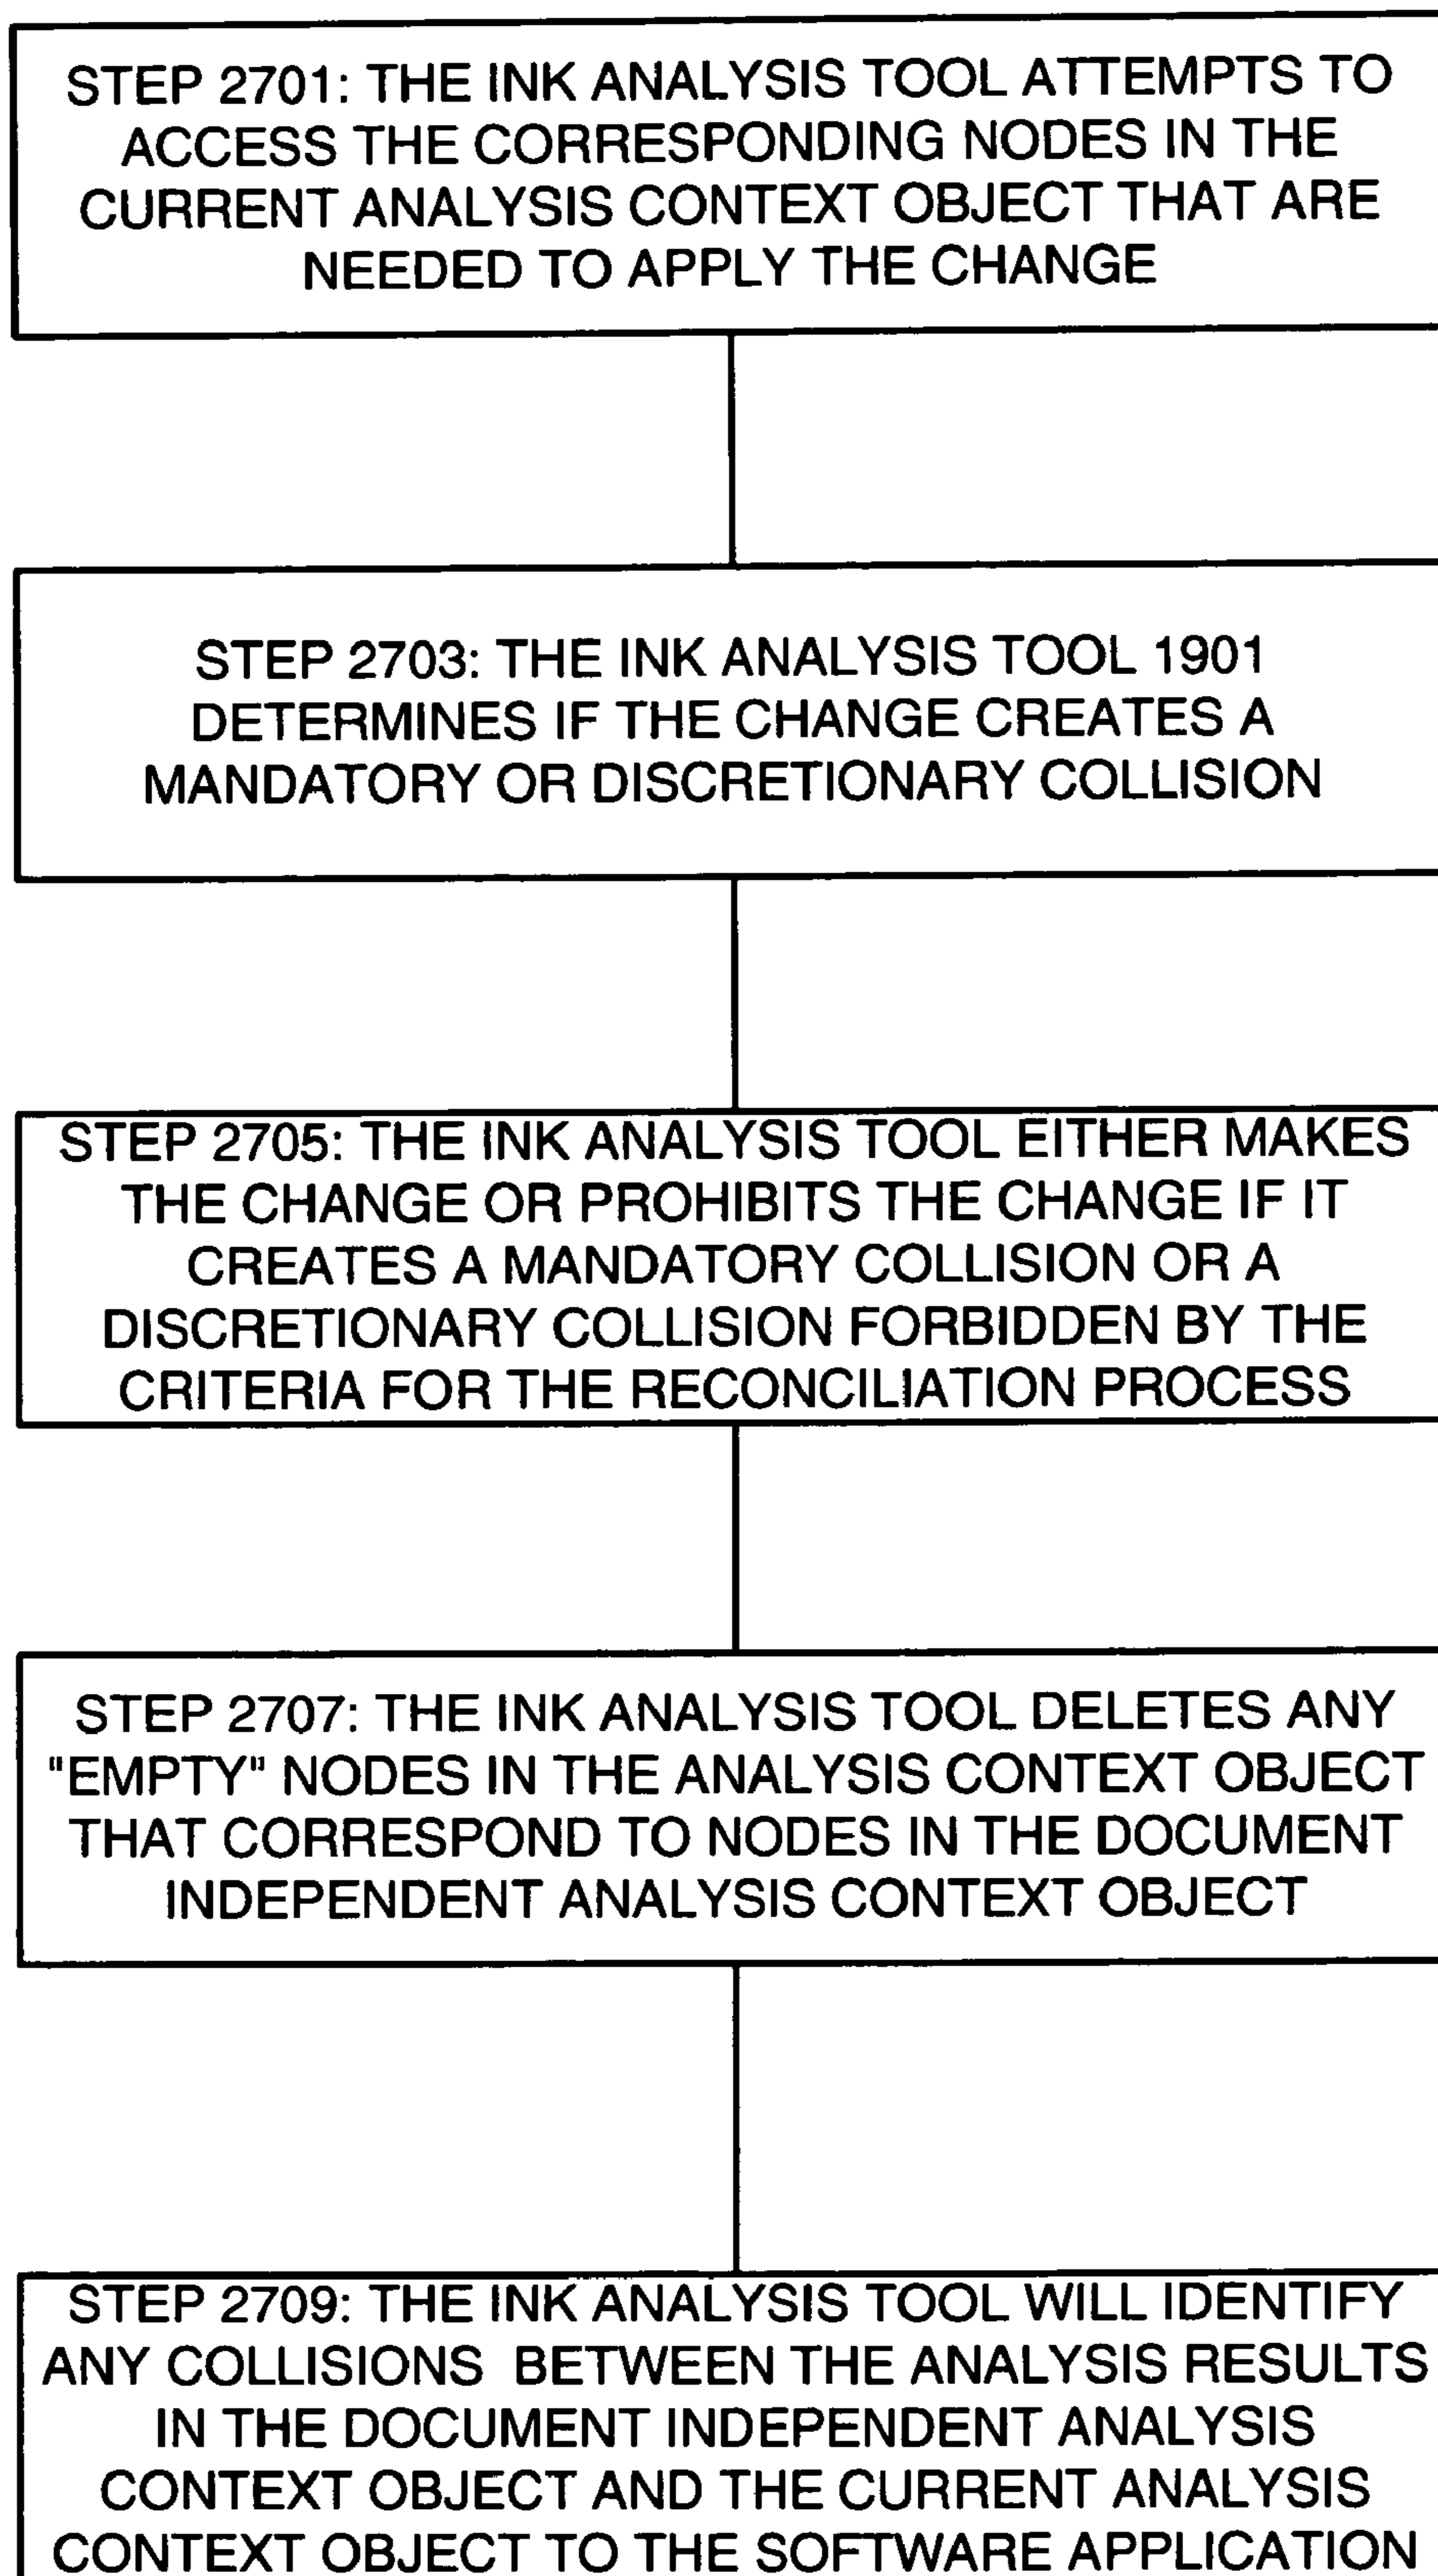 STEP 2701: THE INK ANALYSIS TOOL ATTEMPTS TO
ACCESS THE CORRESPONDING NODES IN THE
CURRENT ANALYSIS CONTEXT OBJECT THAT ARE
NEEDED TO APPLY THE CHANGE
STEP 2703: THE INK ANALYSIS TOOL 1901
DETERMINES IF THE CHANGE CREATES A
MANDATORY OR DISCRETIONARY COLLISION
STEP 2705: THE INK ANALYSIS TOOL EITHER MAKES
THE CHANGE OR PROHIBITS THE CHANGE IF IT
CREATES A MANDATORY COLLISION OR A
DISCRETIONARY COLLISION FORBIDDEN BY THE
CRITERIA FOR THE RECONCILIATION PROCESS
STEP 2707: THE INK ANALYSIS TOOL DELETES ANY
"EMPTY" NODES IN THE ANALYSIS CONTEXT OBJECT
THAT CORRESPOND TO NODES IN THE DOCUMENT
INDEPENDENT ANALYSIS CONTEXT OBJECT
STEP 2709: THE INK ANALYSIS TOOL WILL IDENTIFY
ANY COLLISIONS BETWEEN THE ANALYSIS RESULTS
IN THE DOCUMENT INDEPENDENT ANALYSIS
CONTEXT OBJECT AND THE CURRENT ANALYSIS
CONTEXT OBJECT TO THE SOFTWARE APPLICATION